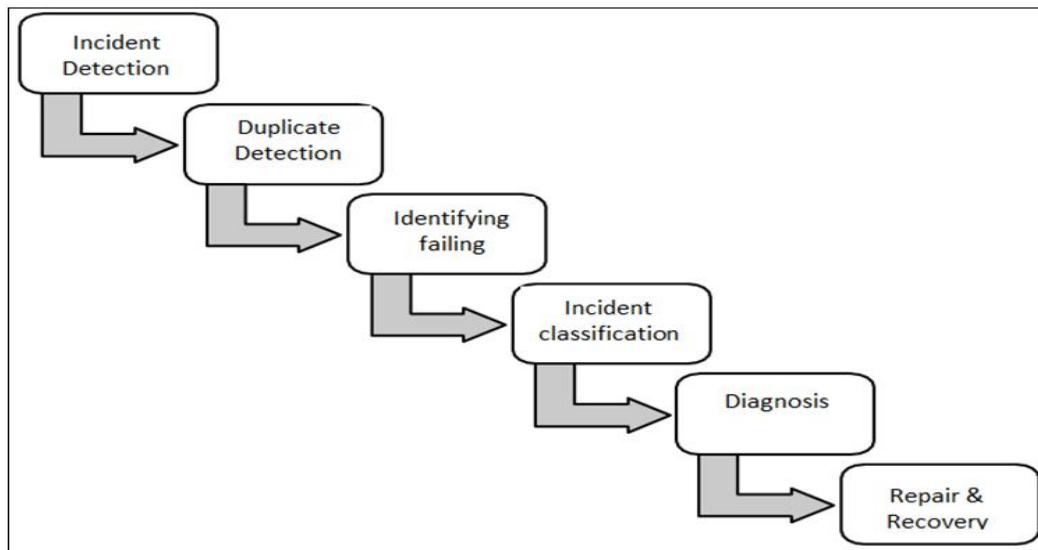 Incident
Detection
Duplicate
Detection
Identifying
failing
Incident
classification
Diagnosis
Repair &
Recovery